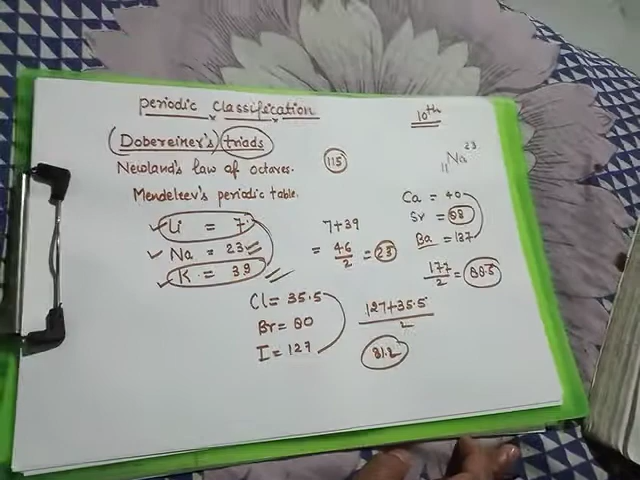 Periodic Classification
10th
(Dobereiner's) triads
Newland's law of octaves.
115
Mendeleev's periodic table.
11Na23
Li = 7
Na = 23
K = 39
7+39
= 46/2 = 23
Ca = 40
Sr = 88
Ba = 137
177/2 = 88.5
Cl = 35.5
Br = 80
I = 127
127+35.5
2
81.2